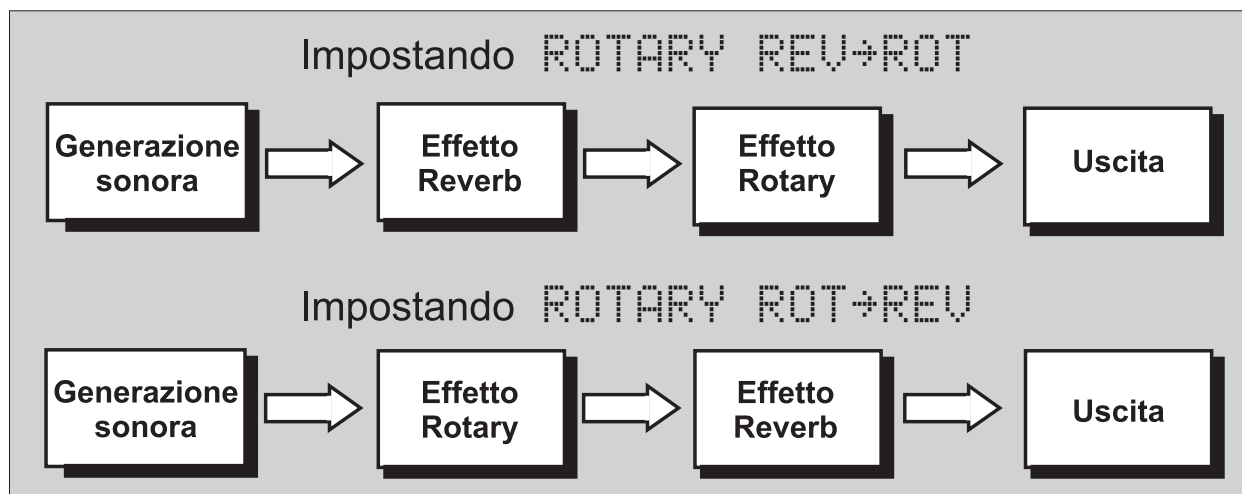 Impostando ROTARY REV→ROT
Generazione
sonora
Effetto
Reverb
Effetto
Rotary
Uscita
Impostando ROTARY ROT→REV
Generazione
sonora
Effetto
Rotary
Effetto
Reverb
Uscita